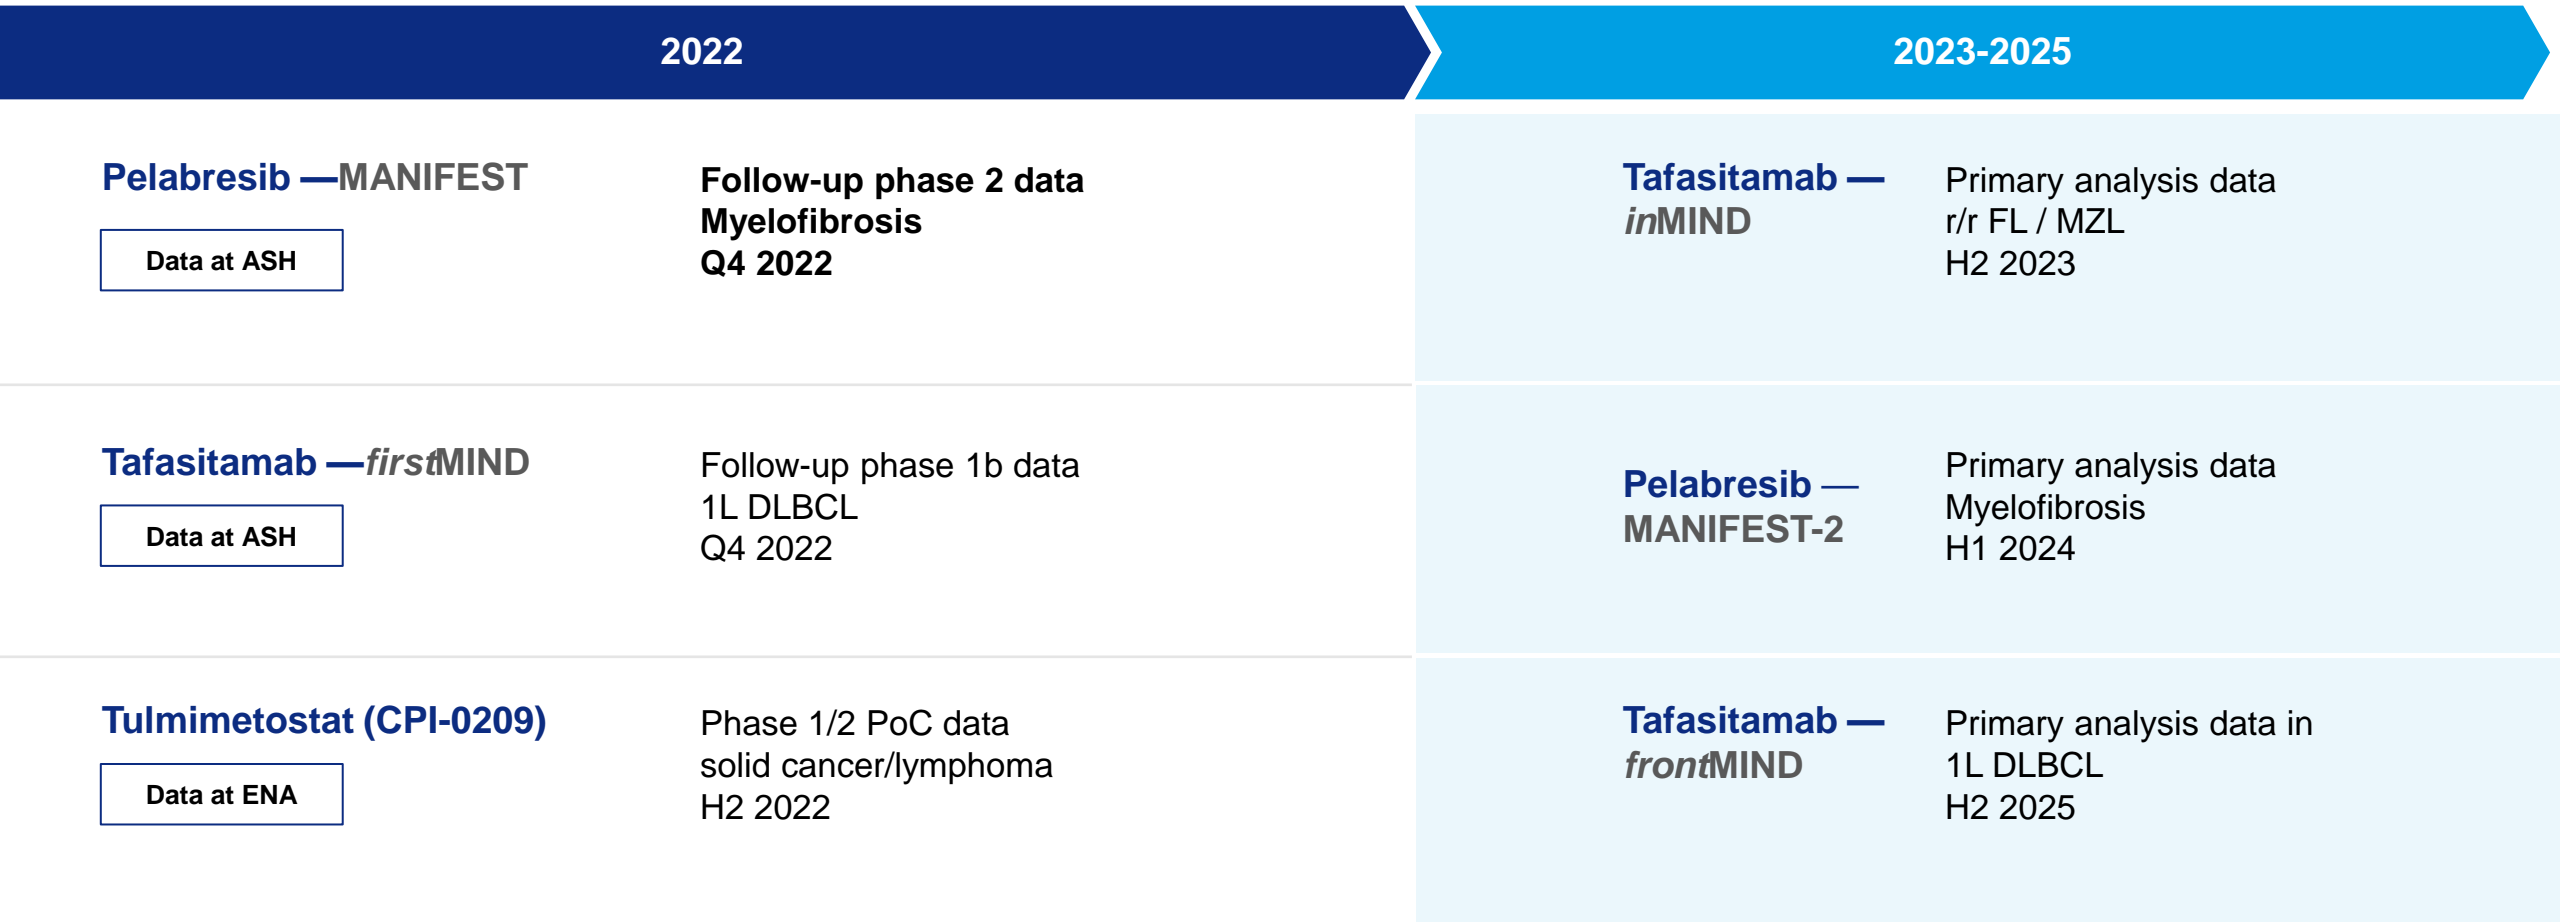 2022
2023-2025
Pelabresib —MANIFEST
Data at ASH
Follow-up phase 2 data
Myelofibrosis
Q4 2022
Tafasitamab —
inMIND
Primary analysis data
r/r FL / MZL
H2 2023
Tafasitamab —firstMIND
Data at ASH
Follow-up phase 1b data
1L DLBCL
Q4 2022
Pelabresib —
MANIFEST-2
Primary analysis data
Myelofibrosis
H1 2024
Tulmimetostat (CPI-0209)
Data at ENA
Phase 1/2 PoC data
solid cancer/lymphoma
H2 2022
Tafasitamab —
frontMIND
Primary analysis data in
1L DLBCL
H2 2025